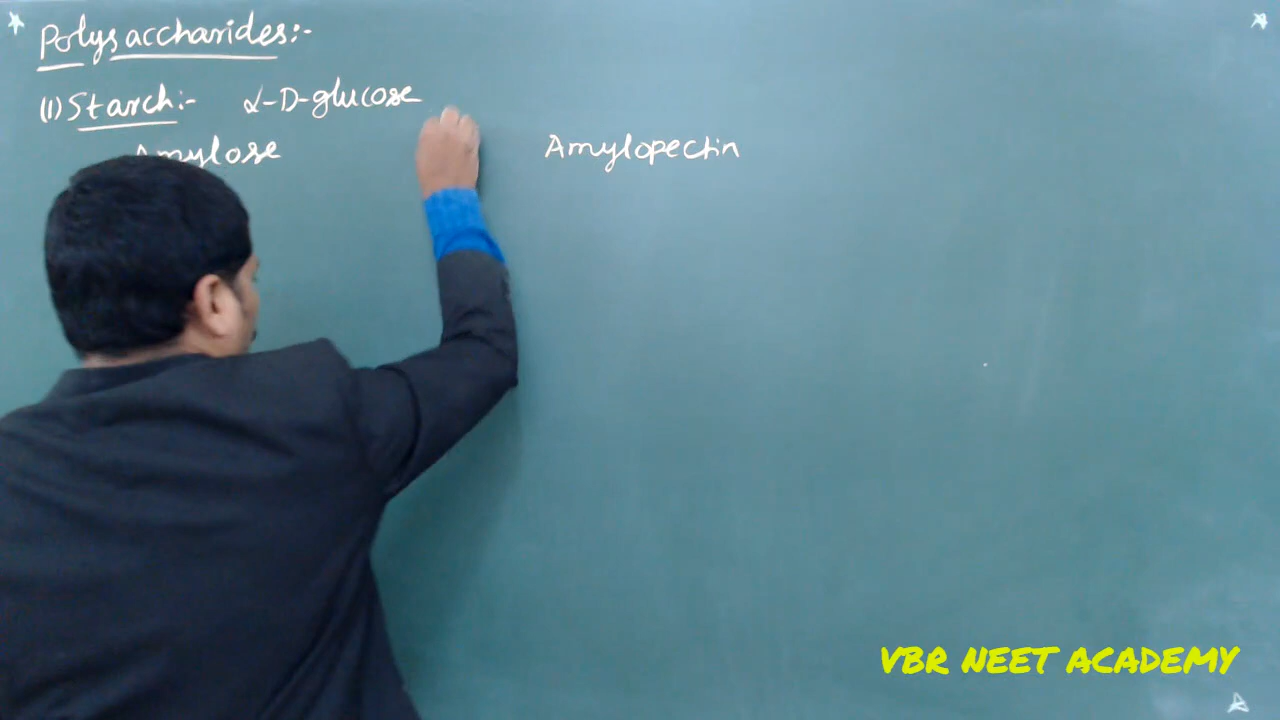 Polysaccharides:-
(1) Starch:- α-D-glucose
Amylose Amylopectin
VBR NEET ACADEMY